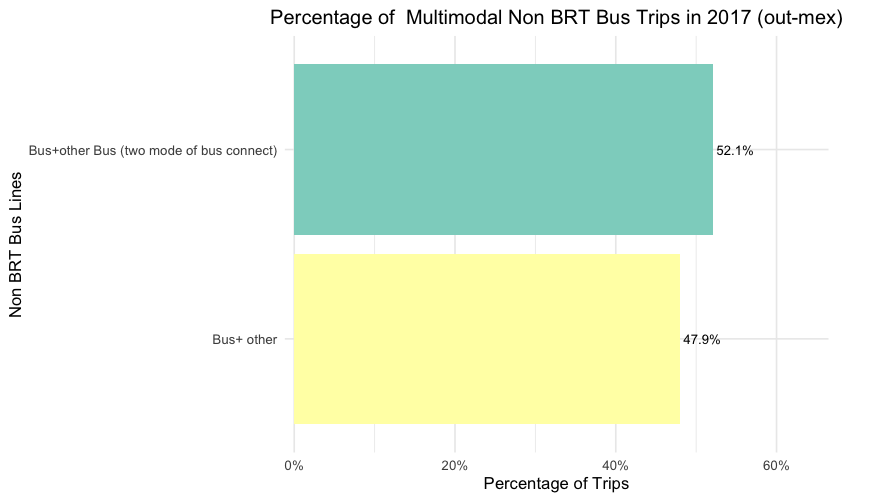 Percentage of  Multimodal Non BRT Bus Trips in 2017 (out-mex)
Non BRT Bus Lines
Bus+other Bus (two mode of bus connect)
52.1%
Bus+ other
47.9%
0%
20%
40%
60%
Percentage of Trips